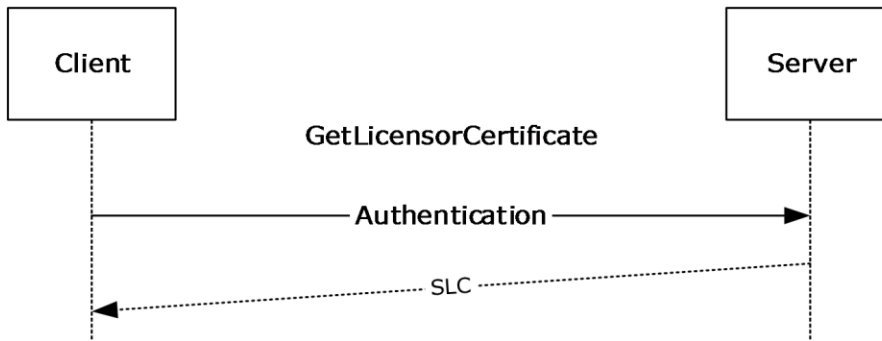 Client
Server
GetLicensorCertificate
Authentication
SLC